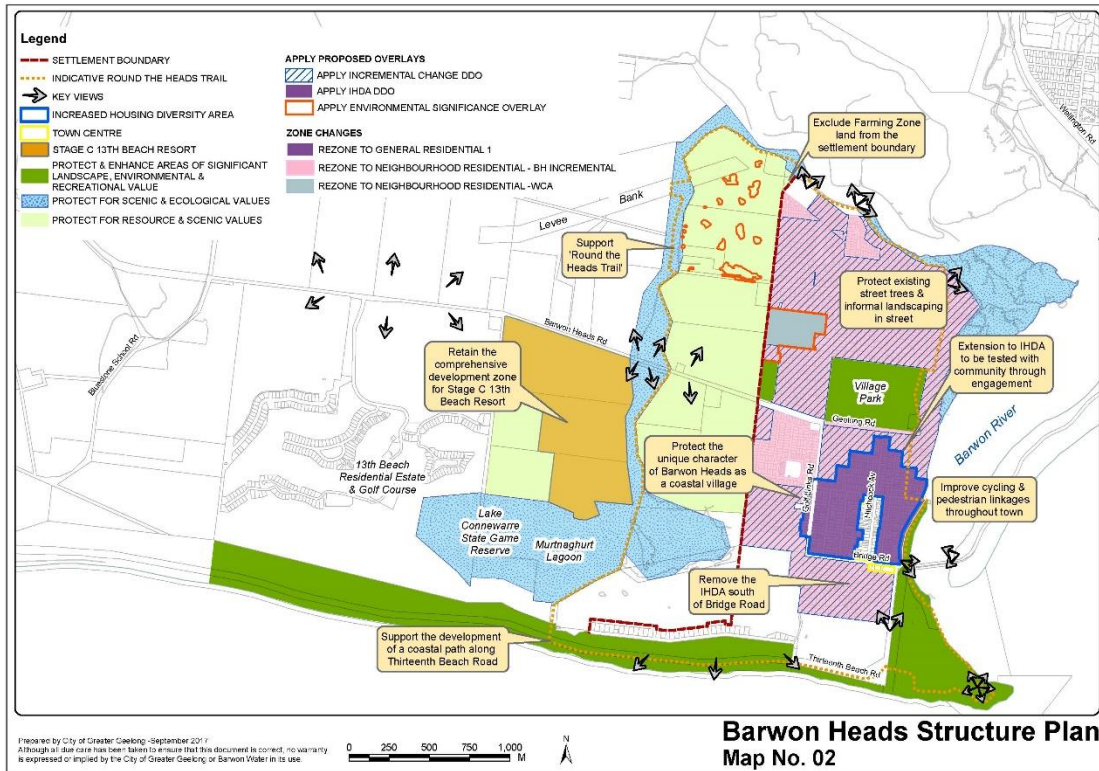 Legend
SETTLEMENT BOUNDARY
INDICATIVE ROUND THE HEADS TRAIL
KEY VIEWS
INCREASED HOUSING DIVERSITY AREA
TOWN CENTRE
STAGE C 13TH BEACH RESORT
PROTECT & ENHANCE AREAS OF SIGNIFICANT
LANDSCAPE, ENVIRONMENTAL &
RECREATIONAL VALUE
PROTECT FOR SCENIC & ECOLOGICAL VALUES
PROTECT FOR RESOURCE & SCENIC VALUES
APPLY PROPOSED OVERLAYS
APPLY INCREMENTAL CHANGE DDO
APPLY IHDA DDO
APPLY ENVIRONMENTAL SIGNIFICANCE OVERLAY
ZONE CHANGES
REZONE TO GENERAL RESIDENTIAL 1
REZONE TO NEIGHBOURHOOD RESIDENTIAL - BH INCREMENTAL
REZONE TO NEIGHBOURHOOD RESIDENTIAL -WCA
Wellington Rd
Exclude Farming Zone
land from the
settlement boundary
Levee Bank
Support
'Round the
Heads Trail'
Protect existing
street trees &
informal landscaping
in street
Bluestone School Rd
Barwon Heads Rd
Retain the
comprehensive
development zone
for Stage C 13th
Beach Resort
Extension to IHDA
to be tested with
community through
engagement
Village
Park
Geelong Rd
Barwon River
Protect the
unique character
of Barwon Heads as
a coastal village
Golf Links Rd
Hitchcock Av
13th Beach
Residential Estate
& Golf Course
Improve cycling &
pedestrian linkages
throughout town
Lake
Connewarre
State Game
Reserve
Murtnaghurt
Lagoon
Bridge Rd
Remove the
IHDA south
of Bridge Road
Support the development
of a coastal path along
Thirteenth Beach Road
Thirteenth Beach Rd
Prepared by City of Greater Geelong -September 2017
Although all due care has been taken to ensure that this document is correct, no warranty
is expressed or implied by the City of Greater Geelong or Barwon Water in its use.
0 250 500 1,000
M
N
Barwon Heads Structure Plan
Map No. 02